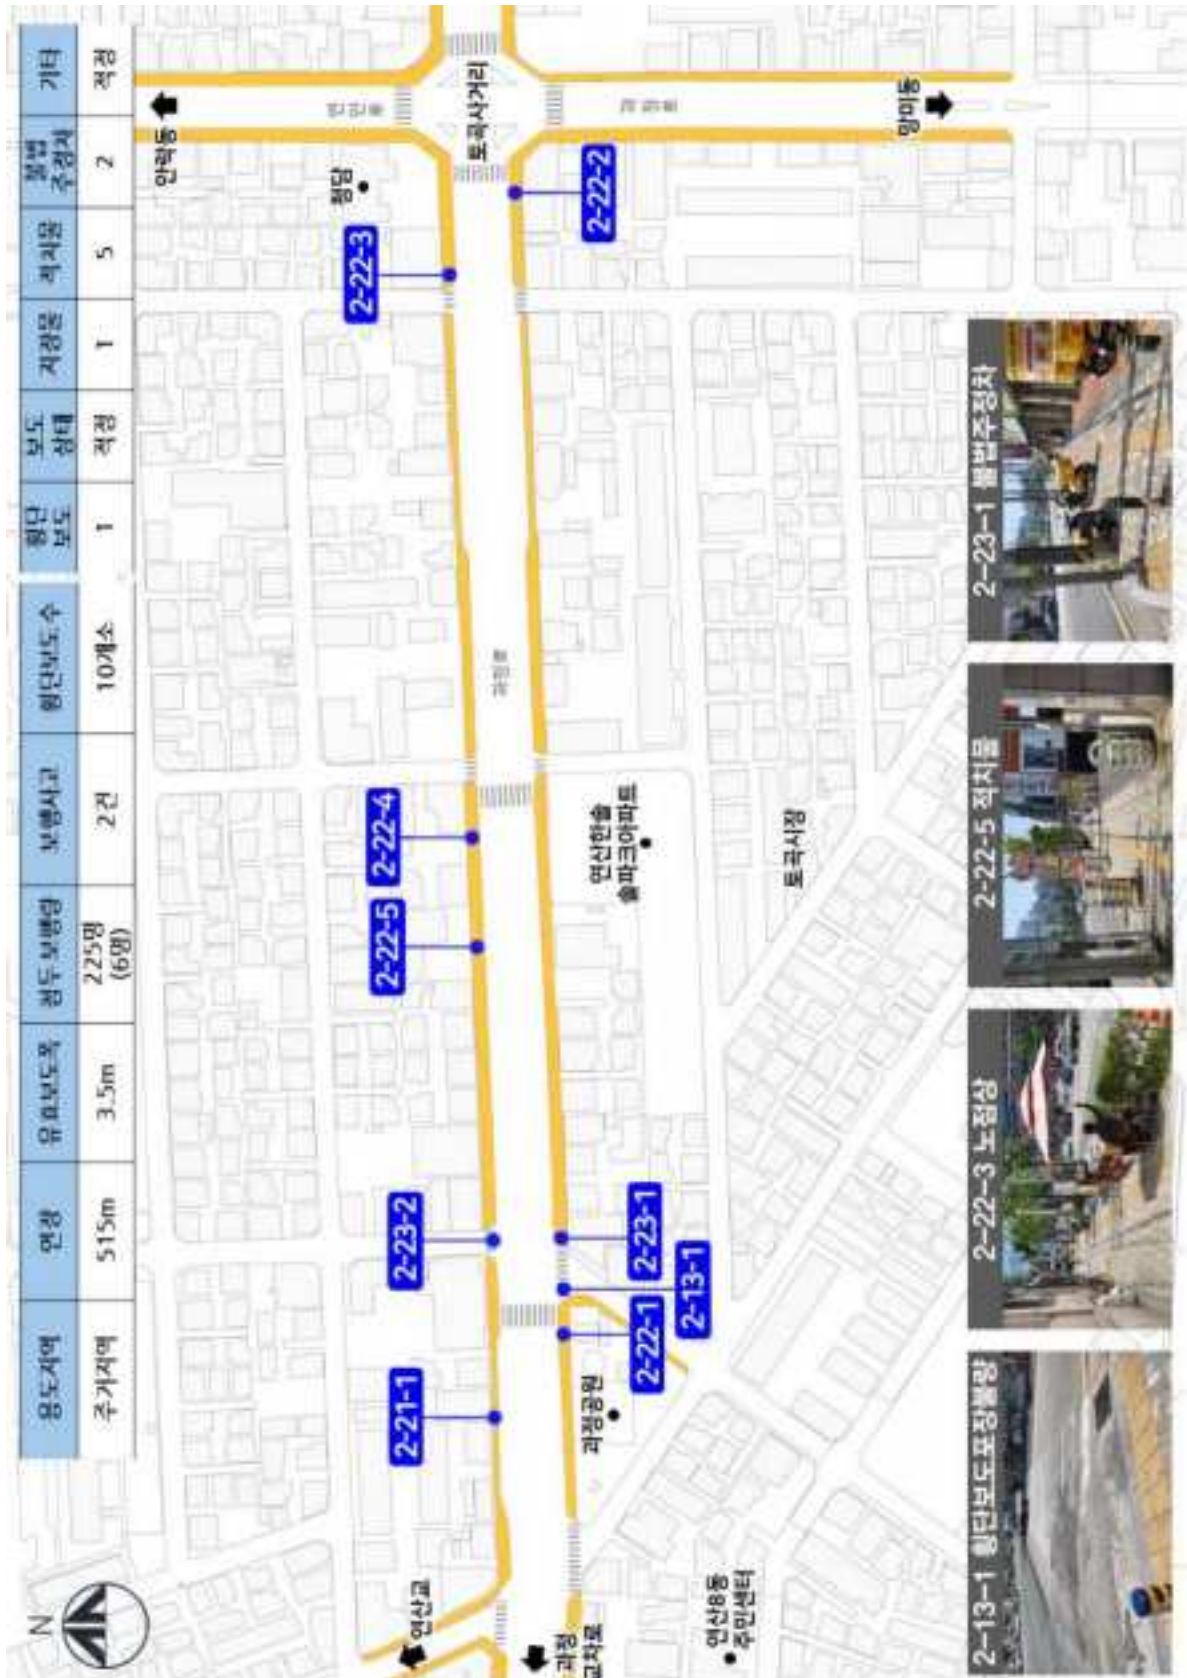 용도지역
연장
유효보도폭
첨두보행량
보행사고
횡단보도 수
횡단
보도
보도
상태
지장물
적치물
불법
주정차
기타
주거지역
515m
3.5m
225명
(6명)
2건
10개소
1
적정
1
5
2
적정
N
안락동
연산교
청담
2-22-3
2-22-4
2-22-5
2-23-2
2-21-1
토곡사거리
과정로
과정로
과정
교차로
2-22-2
2-23-1
2-13-1
2-22-1
망미동
연산한솔
솔파크아파트
과정공원
토곡시장
연산8동
주민센터
2-13-1 횡단보도포장불량
2-22-3 노점상
2-22-5 적치물
2-23-1 불법주정차